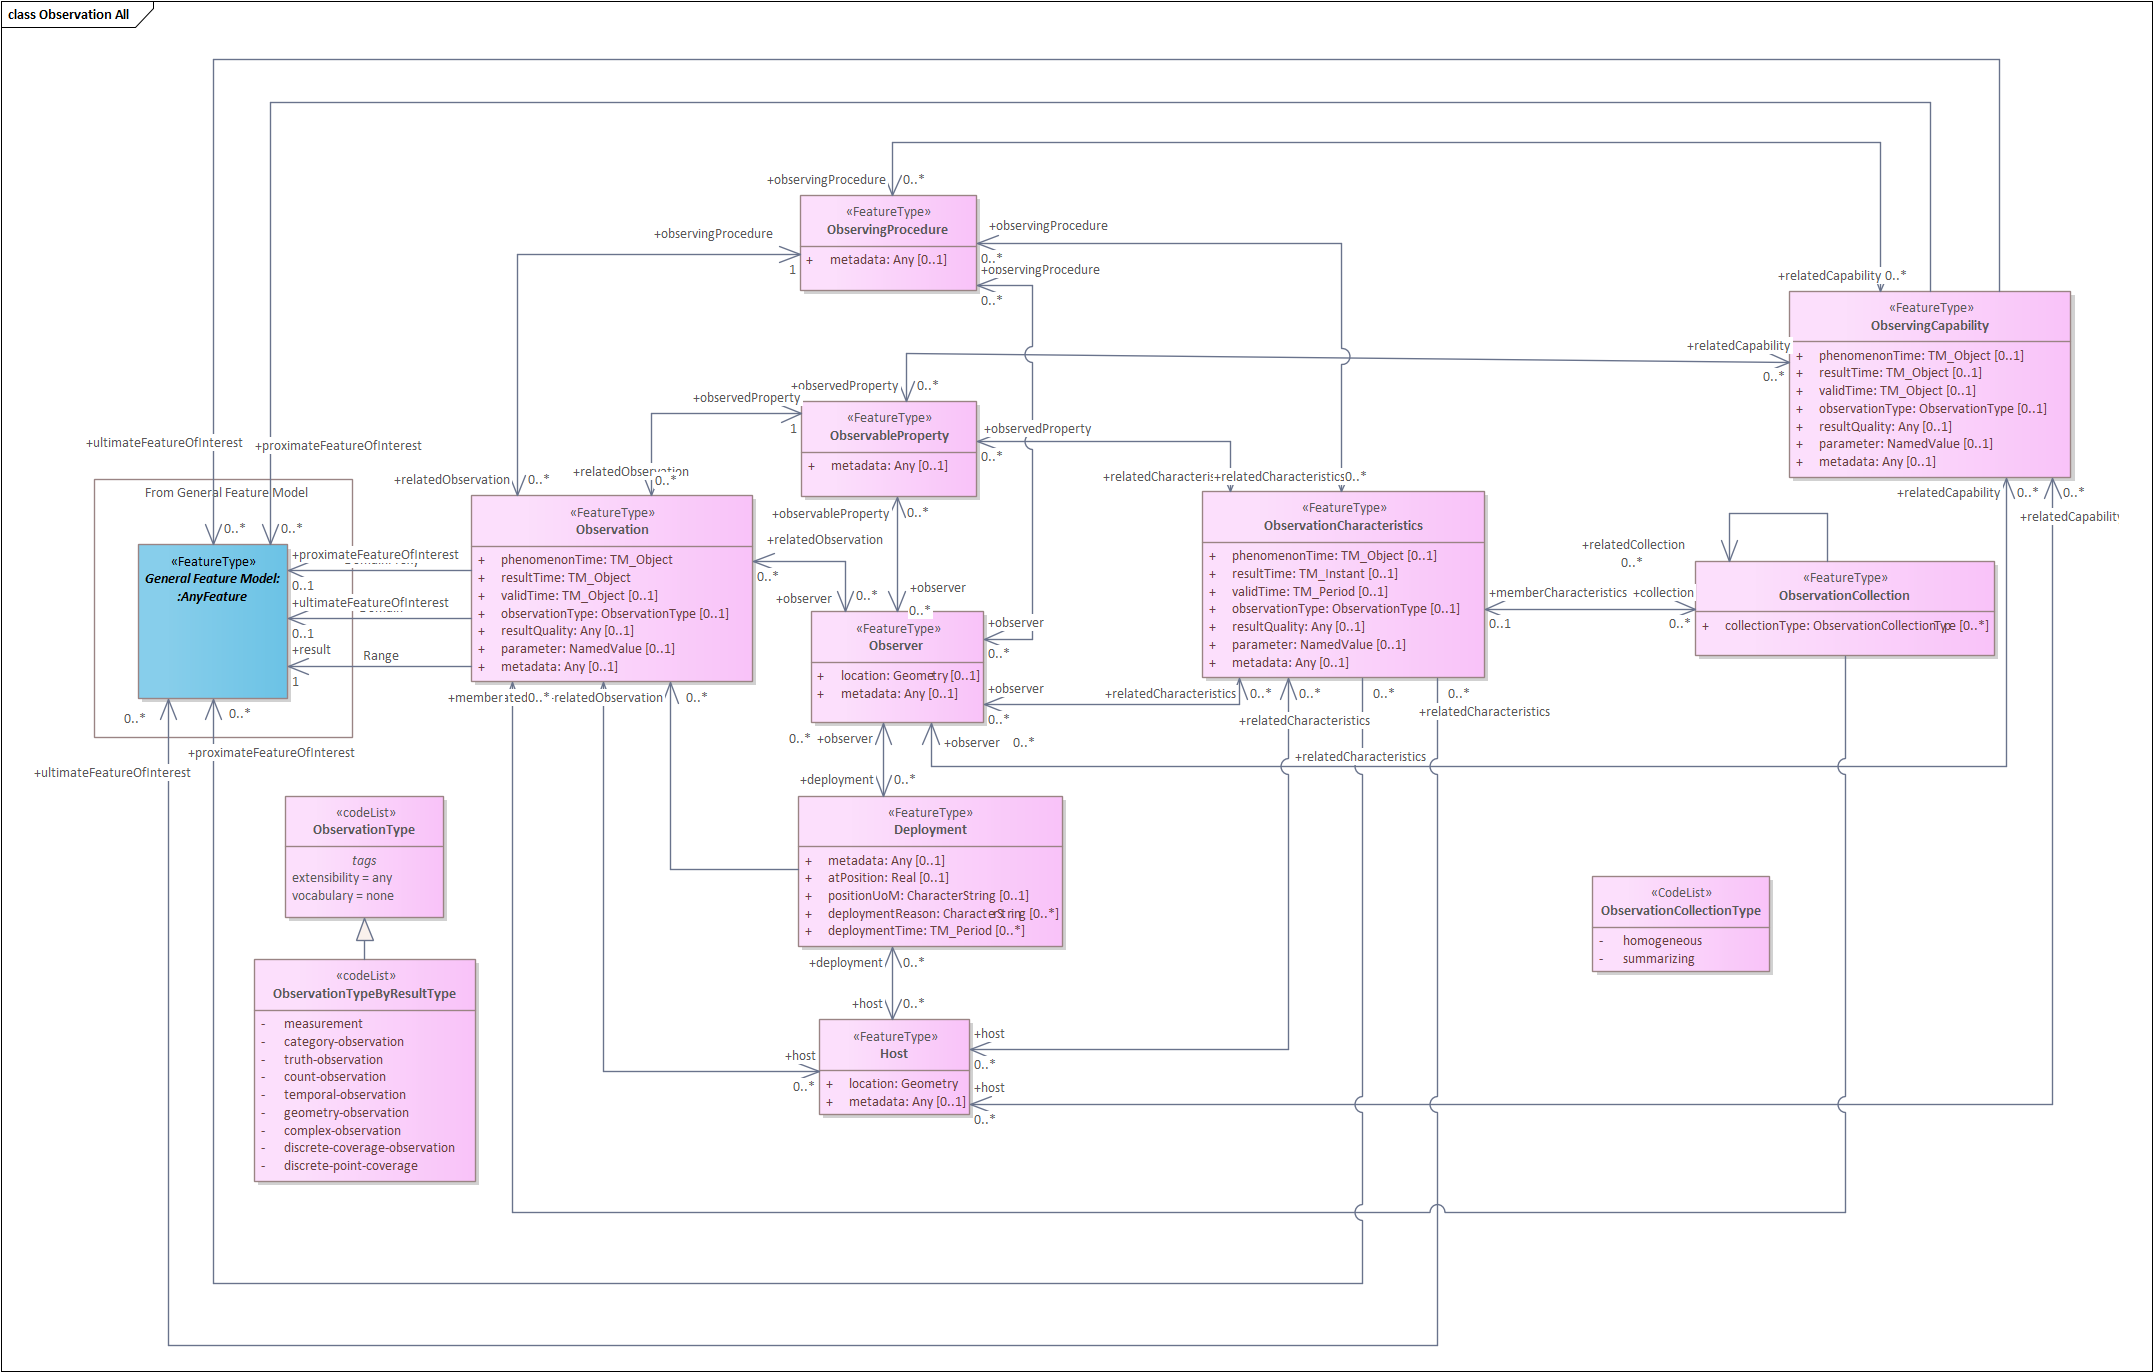 class Observation All
+observingProcedure
0..*
«FeatureType»
ObservingProcedure
+ metadata: Any [0..1]
+observingProcedure
1
+observingProcedure
0..*
+observingProcedure
0..*
+relatedCapability 0..*
«FeatureType»
ObservingCapability
+ phenomenonTime: TM_Object [0..1]
+ resultTime: TM_Object [0..1]
+ validTime: TM_Object [0..1]
+ observationType: ObservationType [0..1]
+ resultQuality: Any [0..1]
+ parameter: NamedValue [0..1]
+ metadata: Any [0..1]
+relatedCapability
0..*
+relatedCapability
0..*
0..*
+relatedCapability
+observedProperty
0..*
+observedProperty
1
«FeatureType»
ObservableProperty
+ metadata: Any [0..1]
+observedProperty
0..*
+ultimateFeatureOfInterest
+proximateFeatureOfInterest
From General Feature Model
0..*
0..*
«FeatureType»
General Feature Model:
:AnyFeature
+relatedObservation
0..*
+relatedObservation
0..*
«FeatureType»
Observation
+ phenomenonTime: TM_Object
+ resultTime: TM_Object
+ validTime: TM_Object [0..1]
+ observationType: ObservationType [0..1]
+ resultQuality: Any [0..1]
+ parameter: NamedValue [0..1]
+ metadata: Any [0..1]
+proximateFeatureOfInterest
0..1
+ultimateFeatureOfInterest
0..1
+result
Range
1
+observableProperty
0..*
+relatedObservation
0..*
+observer
0..*
+observer
0..*
«FeatureType»
Observer
+ location: Geometry [0..1]
+ metadata: Any [0..1]
+observer
0..*
+observer
0..*
+relatedCharacteristics
0..*
«FeatureType»
ObservationCharacteristics
+ phenomenonTime: TM_Object [0..1]
+ resultTime: TM_Instant [0..1]
+ validTime: TM_Period [0..1]
+ observationType: ObservationType [0..1]
+ resultQuality: Any [0..1]
+ parameter: NamedValue [0..1]
+ metadata: Any [0..1]
+relatedCollection
0..*
«FeatureType»
ObservationCollection
+ collectionType: ObservationCollectionType [0..*]
+memberCharacteristics
0..1
+collection
0..*
+relatedCharacteristics
0..*
0..*
+relatedCharacteristics
0..*
+relatedCharacteristics
0..*
+relatedCharacteristics
0..*
+relatedObservation
0..*
0..*
0..*
+proximateFeatureOfInterest
+ultimateFeatureOfInterest
0..*
+observer
+observer
0..*
+deployment
0..*
«FeatureType»
Deployment
+ metadata: Any [0..1]
+ atPosition: Real [0..1]
+ positionUoM: CharacterString [0..1]
+ deploymentReason: CharacterString [0..*]
+ deploymentTime: TM_Period [0..*]
+deployment
0..*
+host
0..*
«FeatureType»
Host
+ location: Geometry
+ metadata: Any [0..1]
+host
0..*
+host
0..*
+host
0..*
«codeList»
ObservationType
tags
extensibility = any
vocabulary = none
«codeList»
ObservationTypeByResultType
- measurement
- category-observation
- truth-observation
- count-observation
- temporal-observation
- geometry-observation
- complex-observation
- discrete-coverage-observation
- discrete-point-coverage
«CodeList»
ObservationCollectionType
- homogeneous
- summarizing